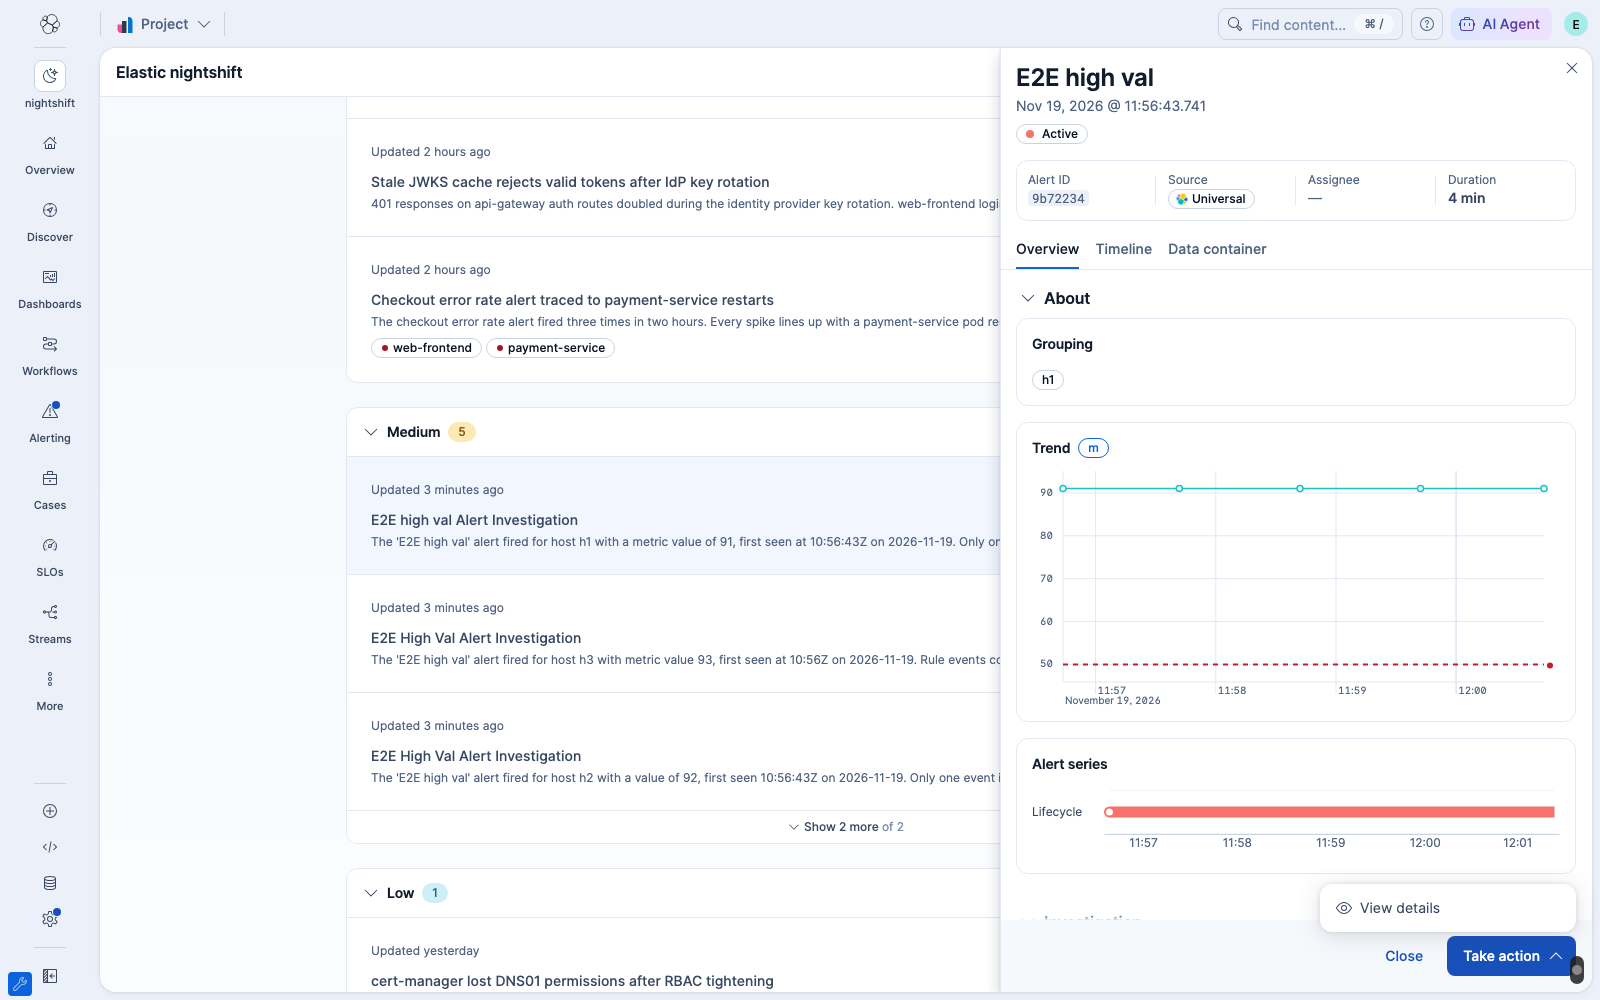 Project
Find content...
⌘ /
AI Agent
E
nightshift
Overview
Discover
Dashboards
Workflows
Alerting
Cases
SLOs
Streams
More
Elastic nightshift
Updated 2 hours ago
Stale JWKS cache rejects valid tokens after IdP key rotation
401 responses on api-gateway auth routes doubled during the identity provider key rotation. web-frontend logi
Updated 2 hours ago
Checkout error rate alert traced to payment-service restarts
The checkout error rate alert fired three times in two hours. Every spike lines up with a payment-service pod re
web-frontend
payment-service
Medium 5
Updated 3 minutes ago
E2E high val Alert Investigation
The 'E2E high val' alert fired for host h1 with a metric value of 91, first seen at 10:56:43Z on 2026-11-19. Only on
Updated 3 minutes ago
E2E High Val Alert Investigation
The 'E2E high val' alert fired for host h3 with metric value 93, first seen at 10:56Z on 2026-11-19. Rule events co
Updated 3 minutes ago
E2E High Val Alert Investigation
The 'E2E high val' alert fired for host h2 with a value of 92, first seen 10:56:43Z on 2026-11-19. Only one event i
Show 2 more of 2
Low 1
Updated yesterday
cert-manager lost DNS01 permissions after RBAC tightening
E2E high val
Nov 19, 2026 @ 11:56:43.741
Active
Alert ID
9b72234
Source
Universal
Assignee
—
Duration
4 min
Overview
Timeline
Data container
About
Grouping
h1
Trend
m
90
80
70
60
50
11:57
11:58
11:59
12:00
November 19, 2026
Alert series
Lifecycle
11:57
11:58
11:59
12:00
12:01
Investigation
View details
Close
Take action